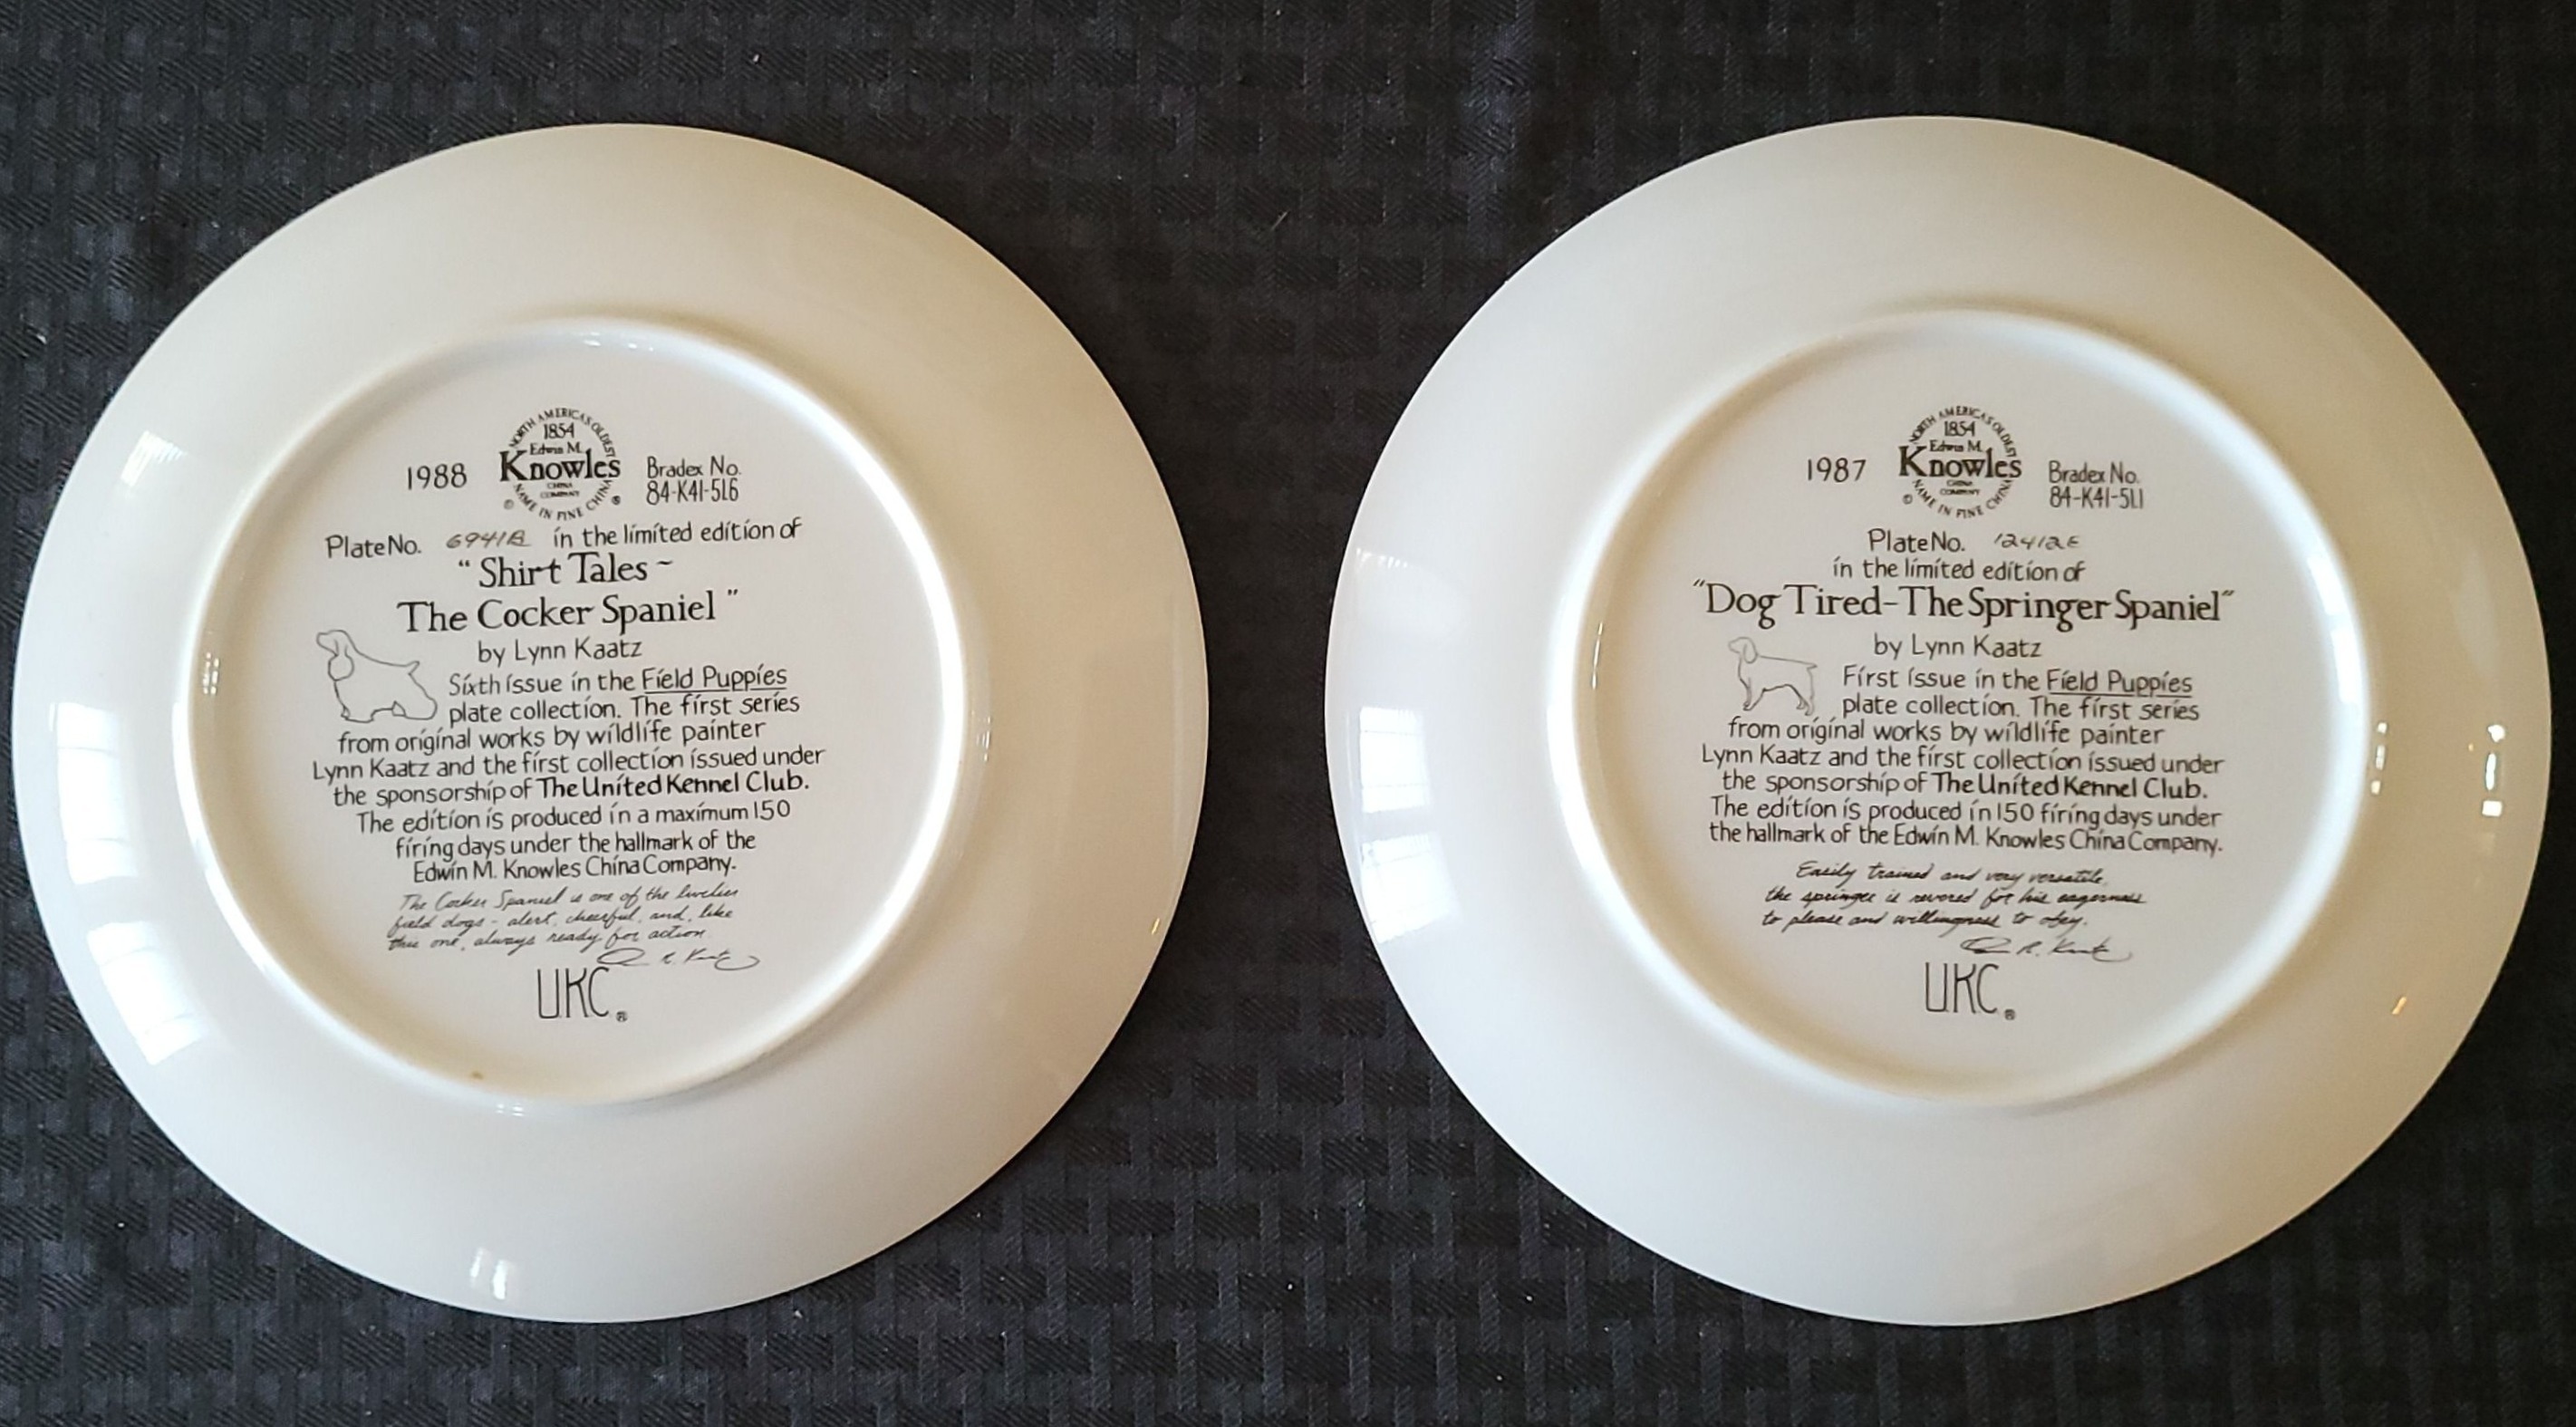 NORTH AMERICA'S OLDEST
1854
Edwin M.
1988 Knowles Bradex No.
84-K41-5L6
CHINA
COMPANY
NAME IN FINE CHINA
© ®
Plate No. 6941B in the limited edition of
"Shirt Tales~
The Cocker Spaniel"
by Lynn Kaatz
Sixth issue in the Field Puppies
plate collection. The first series
from original works by wildlife painter
Lynn Kaatz and the first collection issued under
the sponsorship of The United Kennel Club.
The edition is produced in a maximum 150
firing days under the hallmark of the
Edwin M. Knowles China Company.
The Cocker Spaniel is one of the livelier
field dogs - alert, cheerful, and, like
this one, always ready for action.
R. Kaatz
UKC®
NORTH AMERICA'S OLDEST
1854
Edwin M.
1987 Knowles Bradex No.
84-K41-5L1
CHINA
COMPANY
NAME IN FINE CHINA
© ®
Plate No. 12412E
in the limited edition of
"Dog Tired-The Springer Spaniel"
by Lynn Kaatz
First issue in the Field Puppies
plate collection. The first series
from original works by wildlife painter
Lynn Kaatz and the first collection issued under
the sponsorship of The United Kennel Club.
The edition is produced in 150 firing days under
the hallmark of the Edwin M. Knowles China Company.
Easily trained and very versatile,
the springer is revered for his eagerness
to please and willingness to obey.
R. Kaatz
UKC®